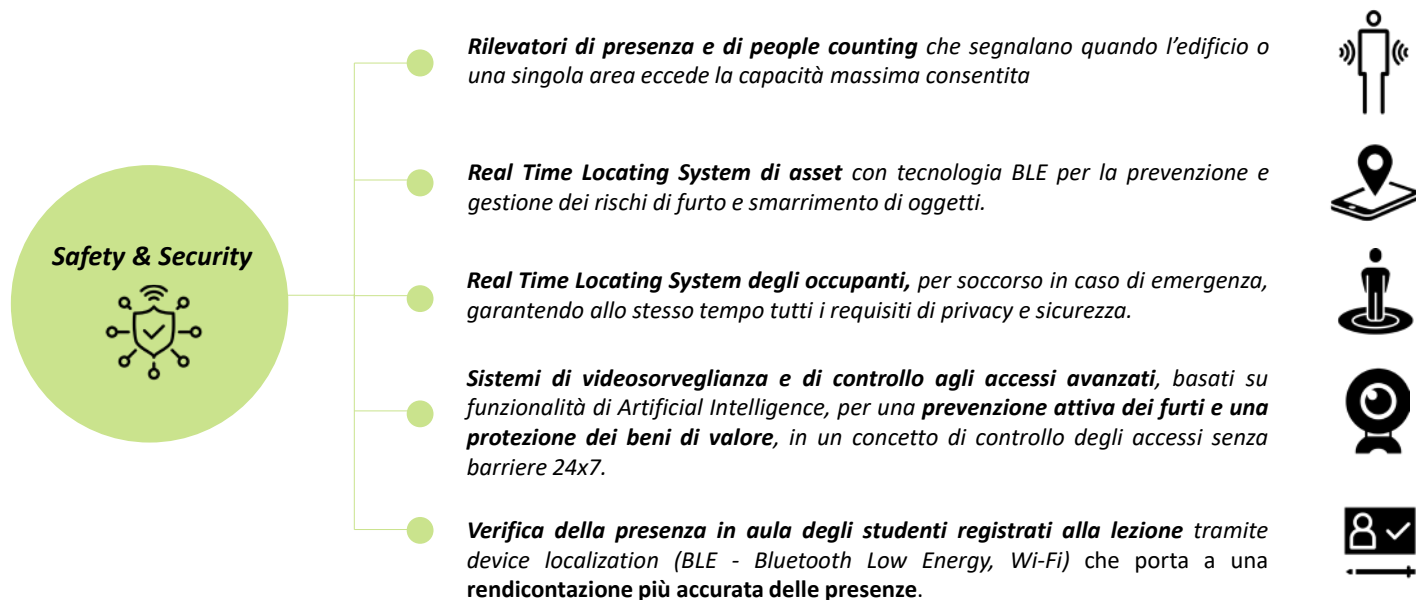 Rilevatori di presenza e di people counting che segnalano quando l'edificio o
una singola area eccede la capacità massima consentita
Real Time Locating System di asset con tecnologia BLE per la prevenzione e
gestione dei rischi di furto e smarrimento di oggetti.
Safety & Security
Real Time Locating System degli occupanti, per soccorso in caso di emergenza,
garantendo allo stesso tempo tutti i requisiti di privacy e sicurezza.
Sistemi di videosorveglianza e di controllo agli accessi avanzati, basati su
funzionalità di Artificial Intelligence, per una prevenzione attiva dei furti e una
protezione dei beni di valore, in un concetto di controllo degli accessi senza
barriere 24x7.
Verifica della presenza in aula degli studenti registrati alla lezione tramite
device localization (BLE - Bluetooth Low Energy, Wi-Fi) che porta a una
rendicontazione più accurata delle presenze.